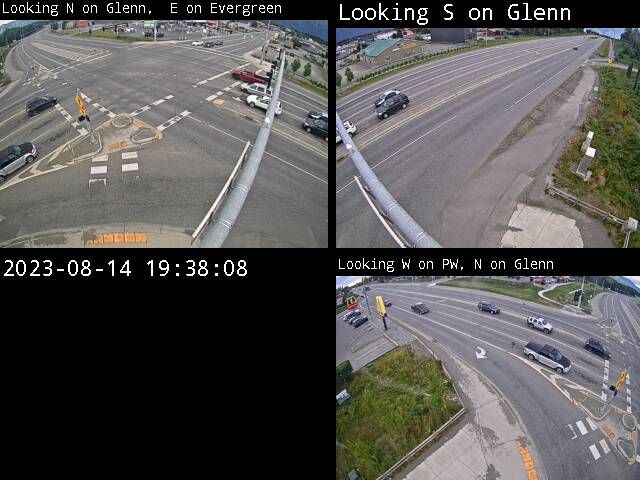 Looking N on Glenn,  E on Evergreen
Looking S on Glenn
2023-08-14 19:38:08
Looking W on PW, N on Glenn